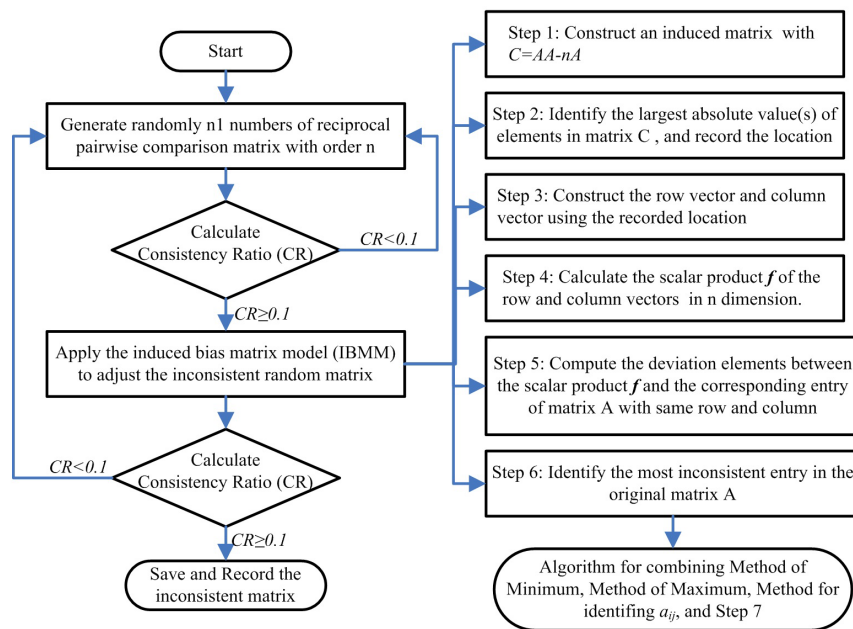 Start
Generate randomly n1 numbers of reciprocal
pairwise comparison matrix with order n
Calculate
Consistency Ratio (CR)
CR<0.1
CR≥0.1
Apply the induced bias matrix model (IBMM)
to adjust the inconsistent random matrix
Calculate
Consistency Ratio (CR)
CR<0.1
CR≥0.1
Save and Record the
inconsistent matrix
Step 1: Construct an induced matrix with
C=AA-nA
Step 2: Identify the largest absolute value(s) of
elements in matrix C , and record the location
Step 3: Construct the row vector and column
vector using the recorded location
Step 4: Calculate the scalar product f of the
row and column vectors in n dimension.
Step 5: Compute the deviation elements between
the scalar product f and the corresponding entry
of matrix A with same row and column
Step 6: Identify the most inconsistent entry in the
original matrix A
Algorithm for combining Method of
Minimum, Method of Maximum, Method for
identifing aij, and Step 7